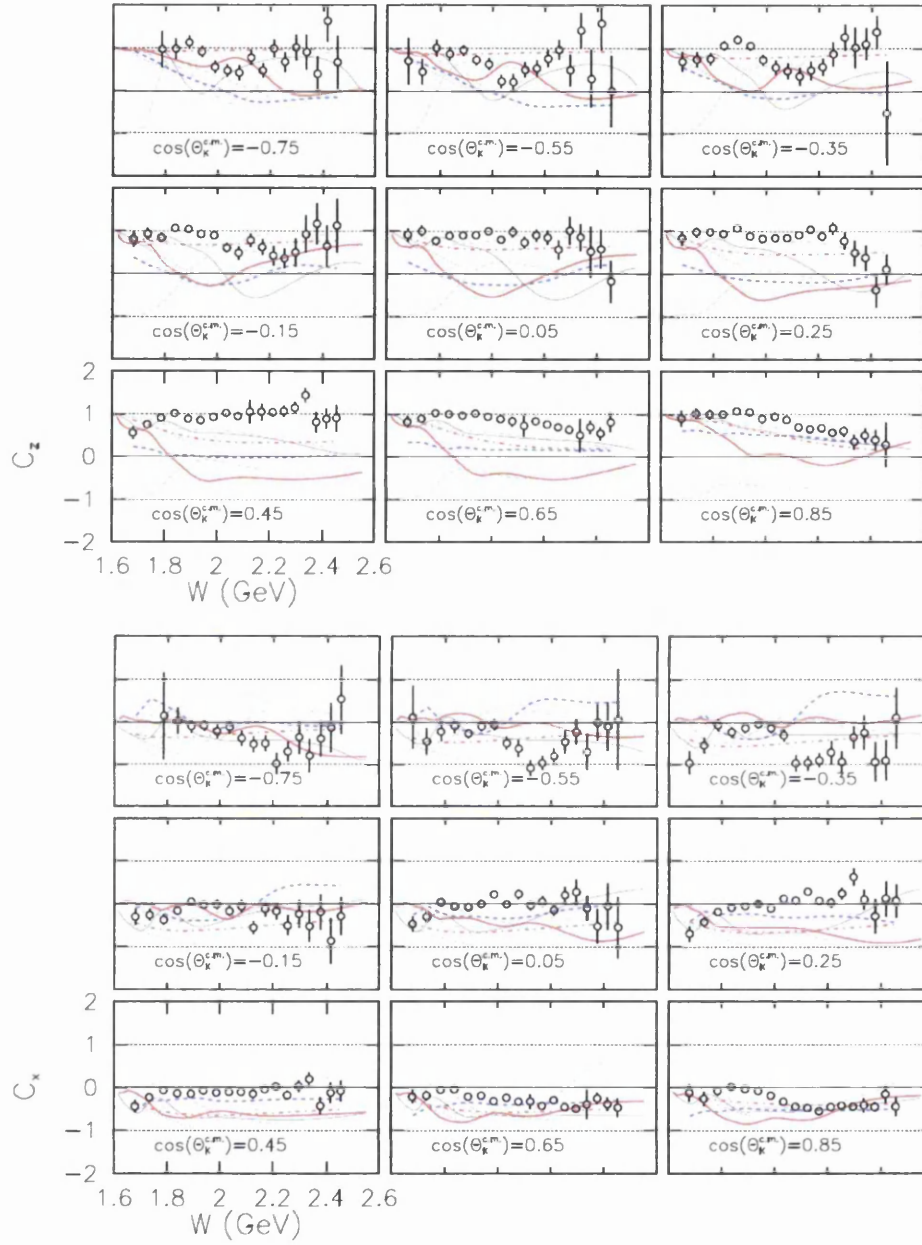 cos(Θ_K^c.m.)=−0.75 cos(Θ_K^c.m.)=−0.55 cos(Θ_K^c.m.)=−0.35
cos(Θ_K^c.m.)=−0.15 cos(Θ_K^c.m.)=0.05 cos(Θ_K^c.m.)=0.25
2
1
0
−1
−2
C_z
cos(Θ_K^c.m.)=0.45 cos(Θ_K^c.m.)=0.65 cos(Θ_K^c.m.)=0.85
1.6 1.8 2 2.2 2.4 2.6
W (GeV)
cos(Θ_K^c.m.)=−0.75 cos(Θ_K^c.m.)=−0.55 cos(Θ_K^c.m.)=−0.35
cos(Θ_K^c.m.)=−0.15 cos(Θ_K^c.m.)=0.05 cos(Θ_K^c.m.)=0.25
2
1
0
−1
−2
C_x
cos(Θ_K^c.m.)=0.45 cos(Θ_K^c.m.)=0.65 cos(Θ_K^c.m.)=0.85
1.6 1.8 2 2.2 2.4 2.6
W (GeV)